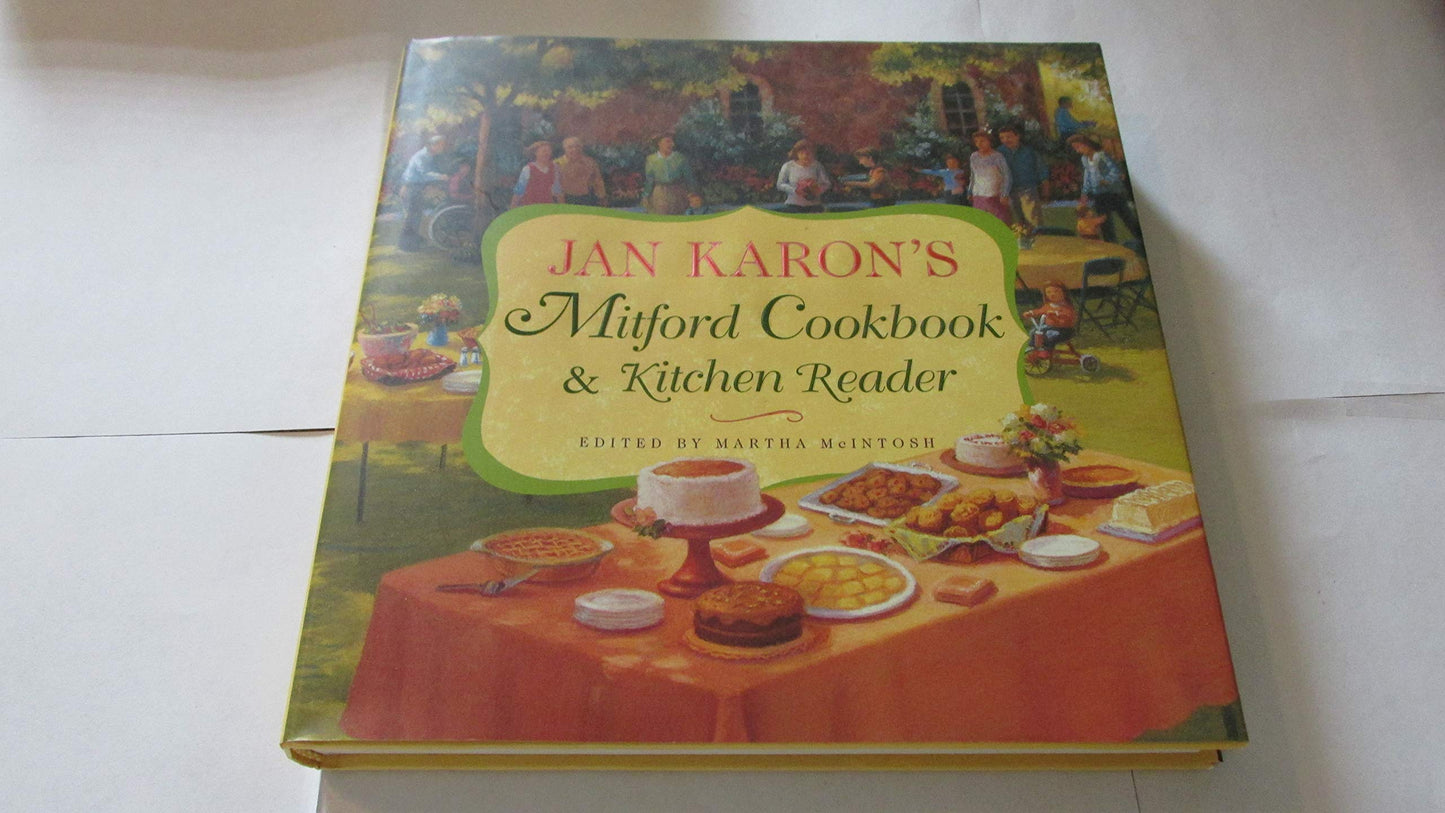 JAN KARON'S
Mitford Cookbook
& Kitchen Reader
EDITED BY MARTHA McINTOSH